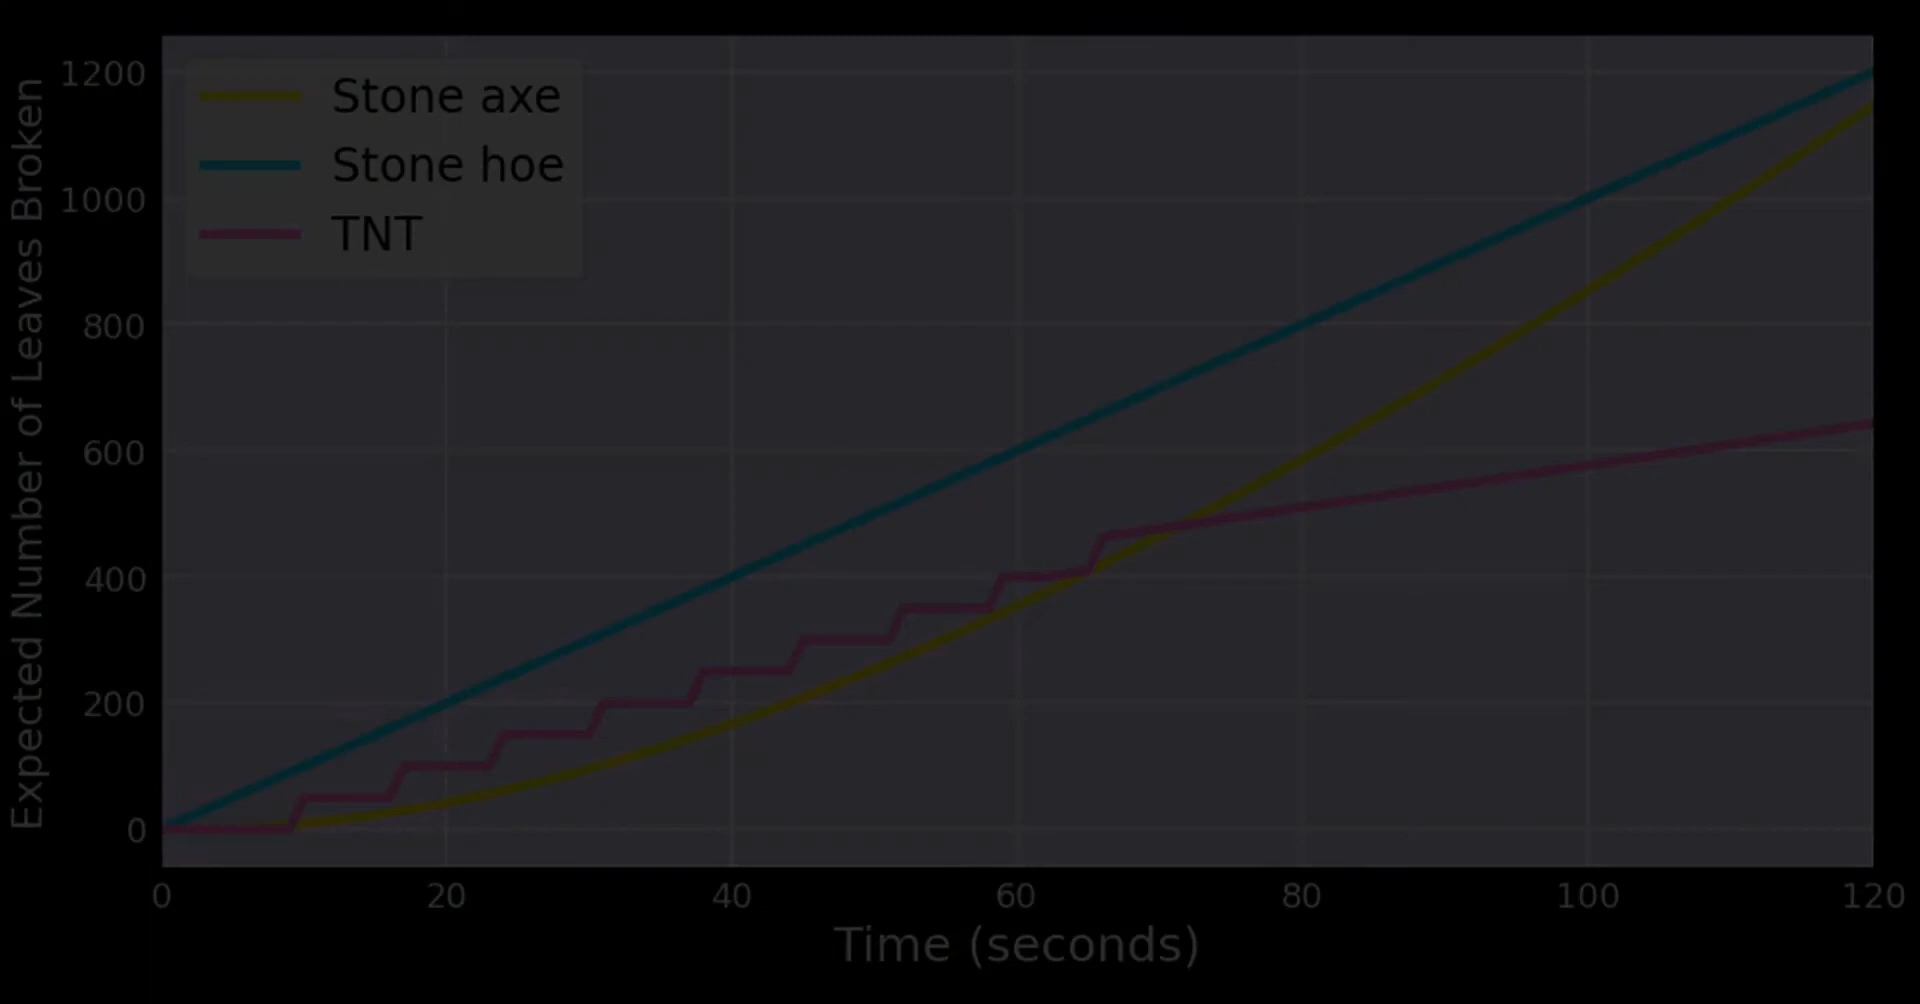 Expected Number of Leaves Broken
1200
1000
800
600
400
200
0
Stone axe
Stone hoe
TNT
0 20 40 60 80 100 120
Time (seconds)